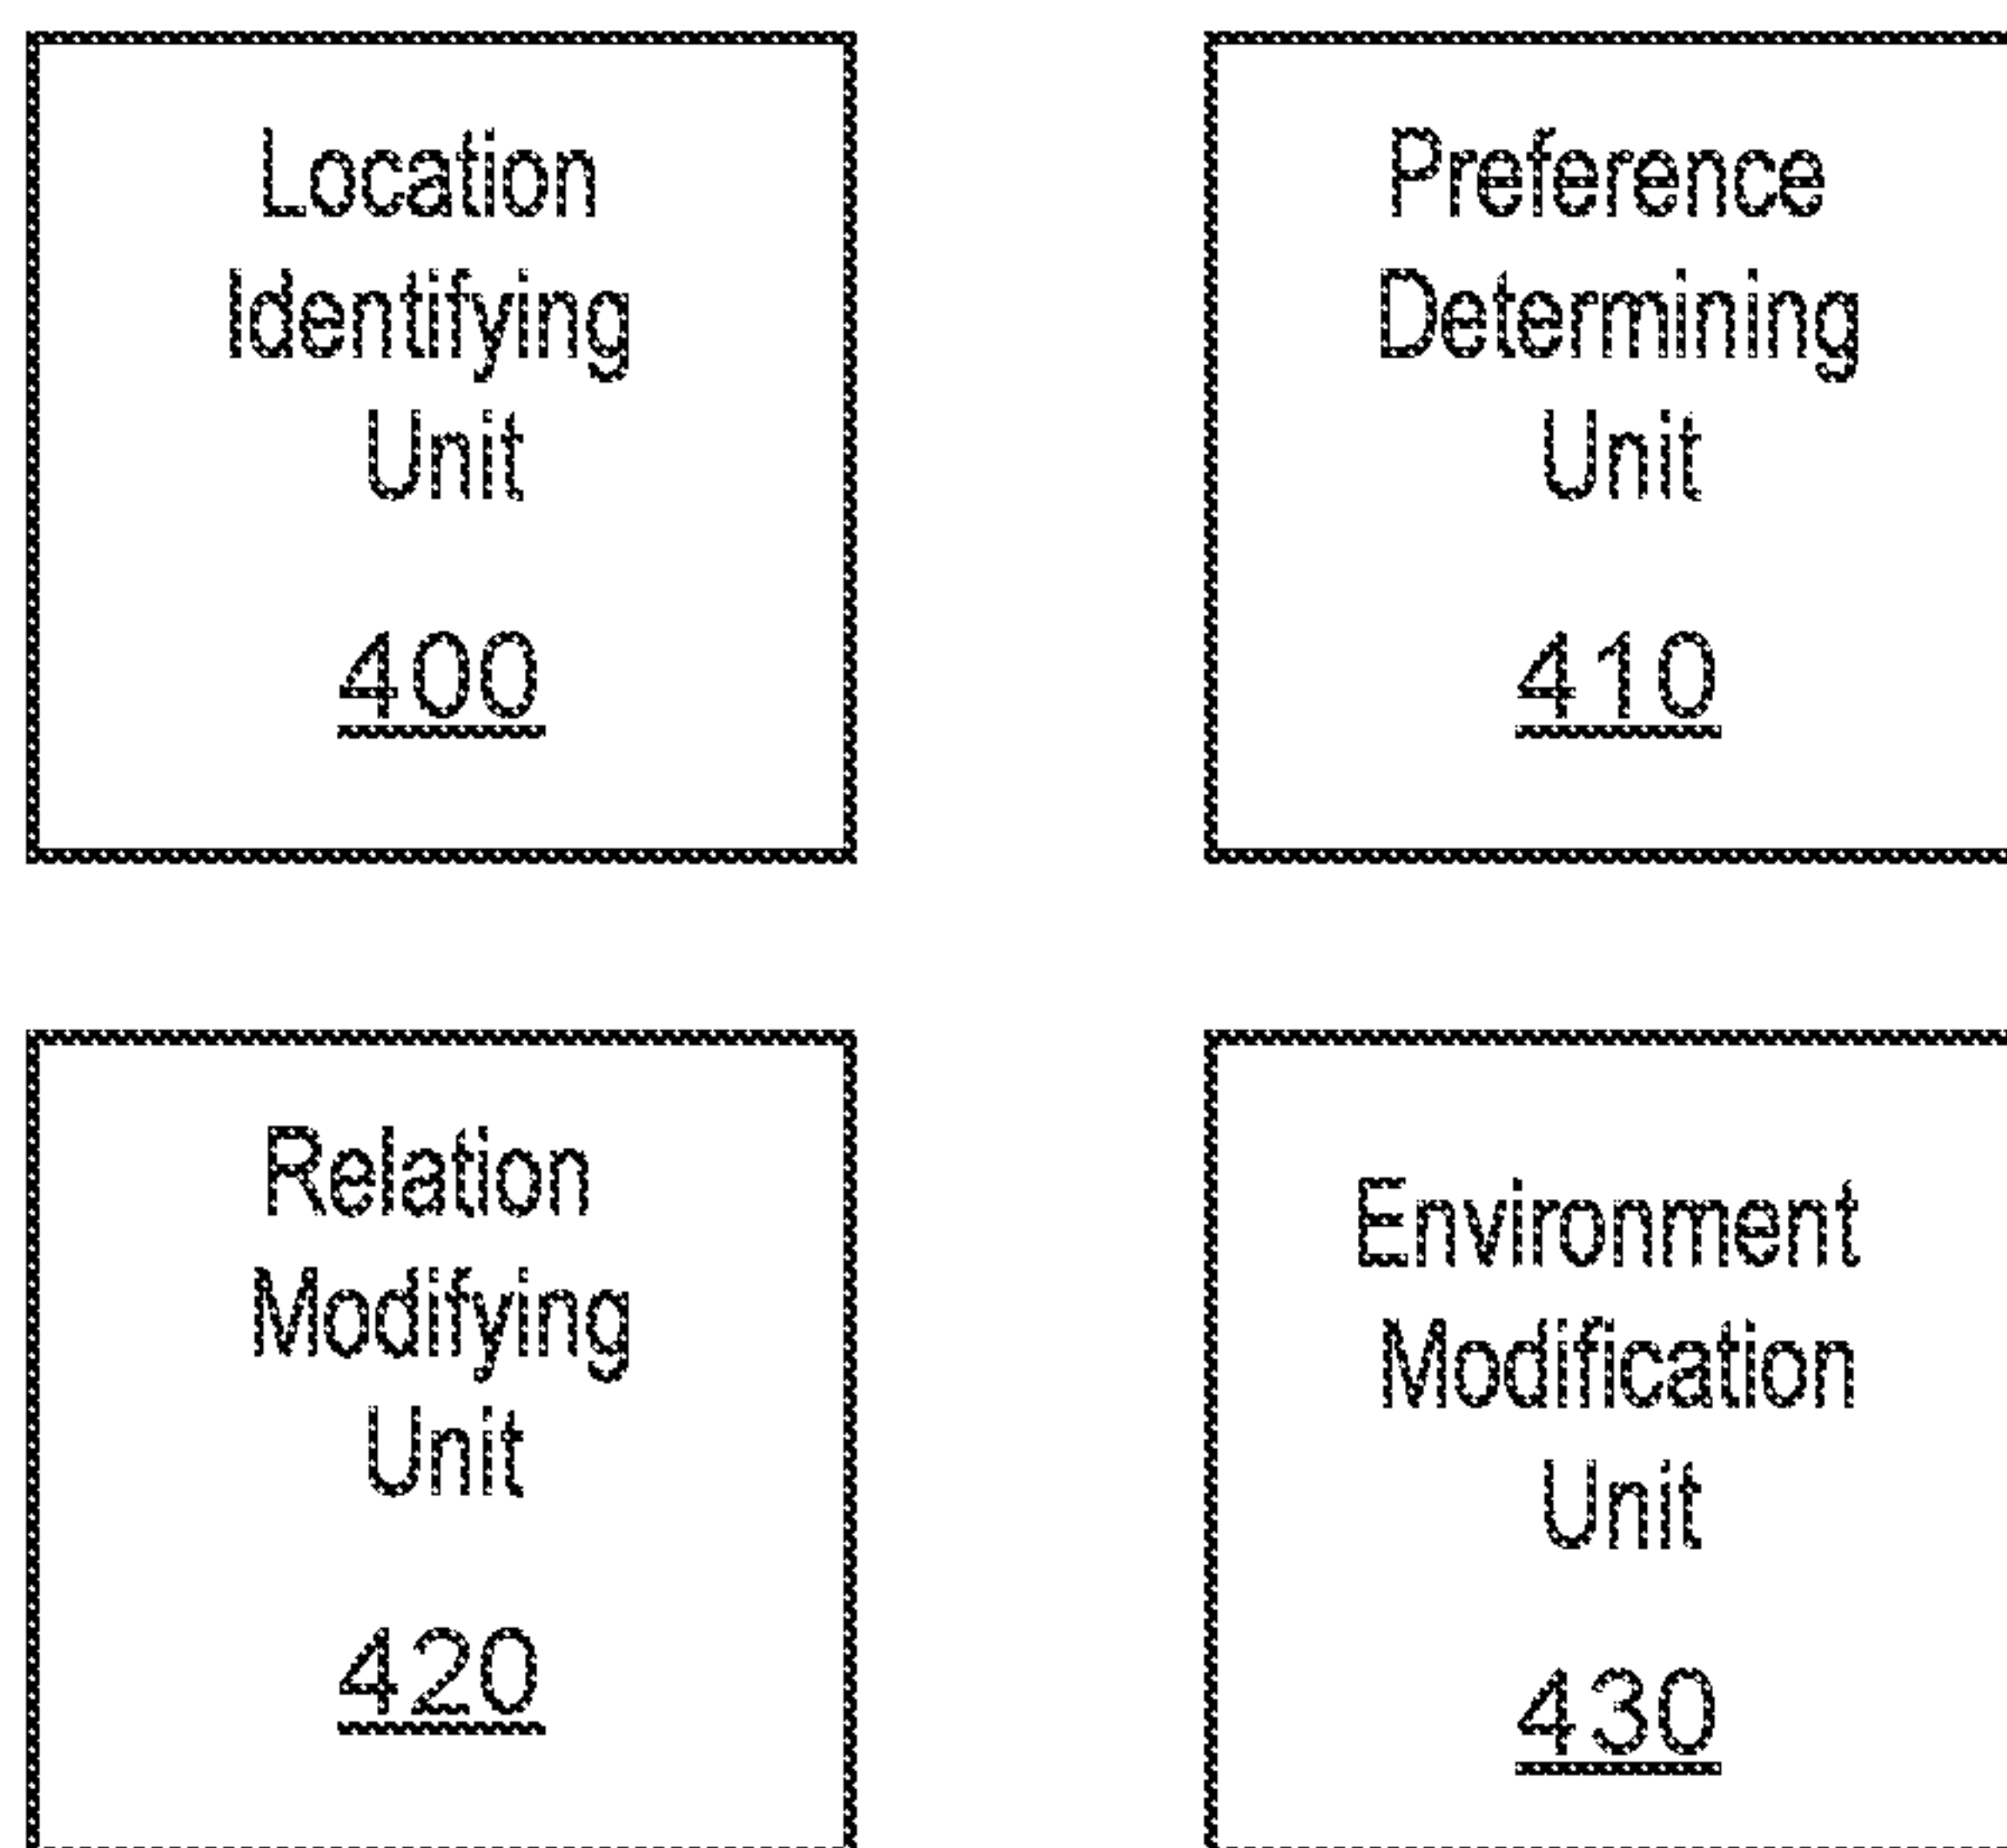 Location
Identifying
Unit
400
Preference
Determining
Unit
410
Relation
Modifying
Unit
420
Environment
Modification
Unit
430